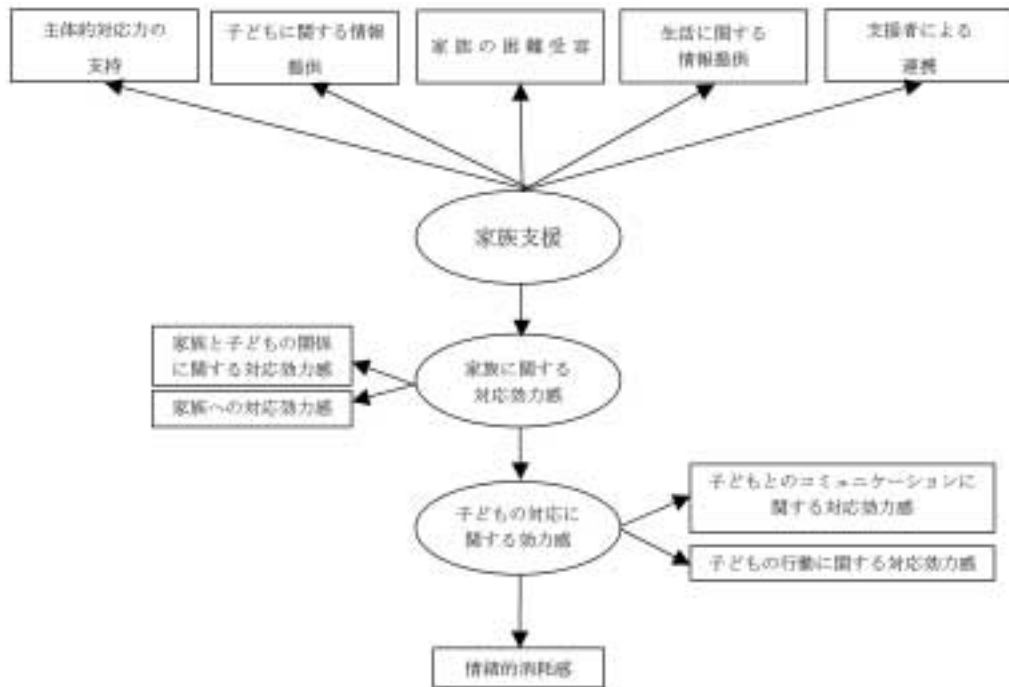 主体的対応力の
支持
子どもに関する情報
提供
家族の困難受容
生活に関する
情報提供
支援者による
連携
家族支援
家族と子どもの関係
に関する対応効力感
家族への対応効力感
家族に関する
対応効力感
子どもの対応に
関する効力感
子どもとのコミュニケーションに
関する対応効力感
子どもの行動に関する対応効力感
情緒的消耗感